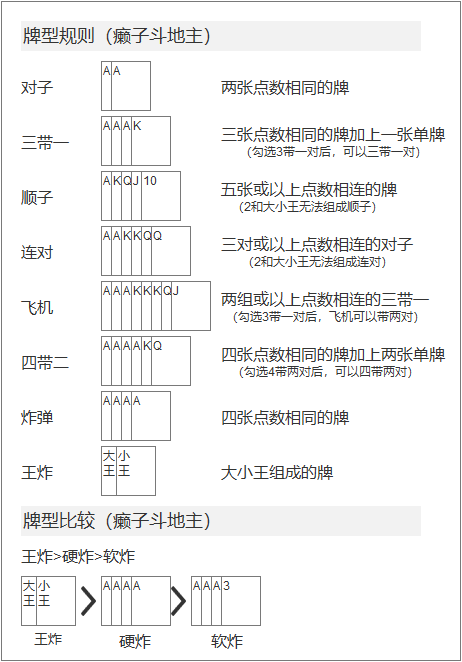 牌型规则（癞子斗地主）
对子 A A 两张点数相同的牌
三带一 A A A K 三张点数相同的牌加上一张单牌
(勾选3带一对后，可以三带一对)
顺子 A K Q J 10 五张或以上点数相连的牌
(2和大小王无法组成顺子)
连对 A A K K Q Q 三对或以上点数相连的对子
(2和大小王无法组成连对)
飞机 A A A K K K Q J 两组或以上点数相连的三带一
(勾选3带一对后，飞机可以带两对)
四带二 A A A A K Q 四张点数相同的牌加上两张单牌
(勾选4带两对后，可以四带两对)
炸弹 A A A A 四张点数相同的牌
王炸 大王 小王 大小王组成的牌
牌型比较（癞子斗地主）
王炸>硬炸>软炸
大王 小王 > A A A A > A A A 3
王炸 硬炸 软炸